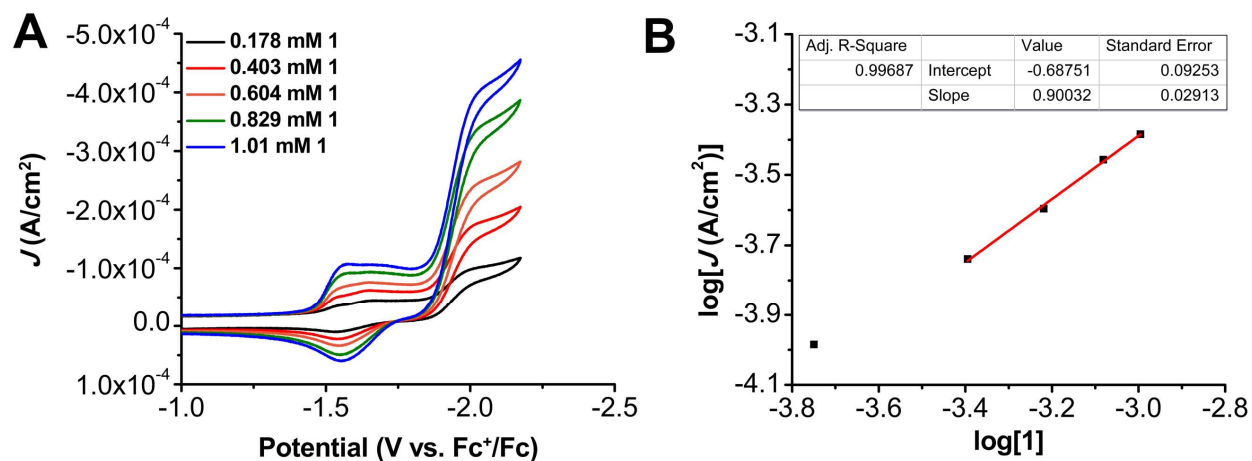 A
-5.0x10⁻⁴
-4.0x10⁻⁴
-3.0x10⁻⁴
-2.0x10⁻⁴
-1.0x10⁻⁴
0.0
1.0x10⁻⁴
J (A/cm²)
0.178 mM 1
0.403 mM 1
0.604 mM 1
0.829 mM 1
1.01 mM 1
-1.0 -1.5 -2.0 -2.5
Potential (V vs. Fc⁺/Fc)
B
-3.1
-3.3
-3.5
-3.7
-3.9
-4.1
log[J (A/cm²)]
Adj. R-Square Value Standard Error
0.99687 Intercept -0.68751 0.09253
Slope 0.90032 0.02913
-3.8 -3.6 -3.4 -3.2 -3.0 -2.8
log[1]